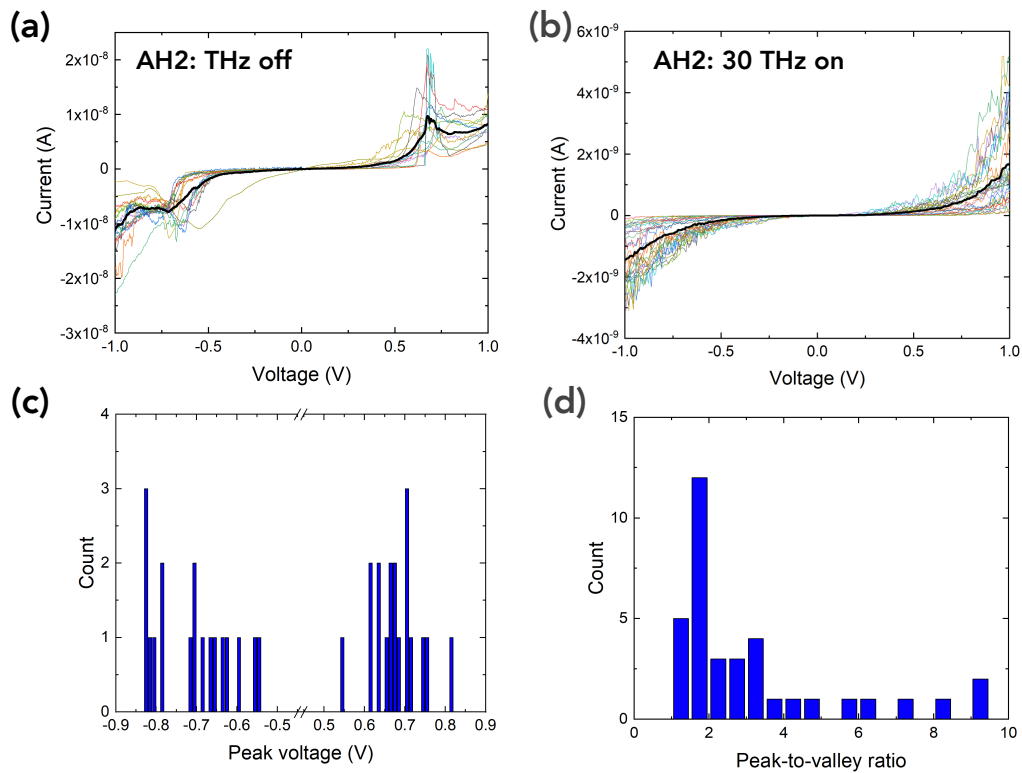 (a)
AH2: THz off
Current (A)
2x10⁻⁸
1x10⁻⁸
0
-1x10⁻⁸
-2x10⁻⁸
-3x10⁻⁸
-1.0 -0.5 0.0 0.5 1.0
Voltage (V)
(b)
AH2: 30 THz on
Current (A)
6x10⁻⁹
4x10⁻⁹
2x10⁻⁹
0
-2x10⁻⁹
-4x10⁻⁹
-1.0 -0.5 0.0 0.5 1.0
Voltage (V)
(c)
Count
4
3
2
1
0
-0.9 -0.8 -0.7 -0.6 -0.5 0.5 0.6 0.7 0.8 0.9
Peak voltage (V)
(d)
Count
15
10
5
0
0 2 4 6 8 10
Peak-to-valley ratio